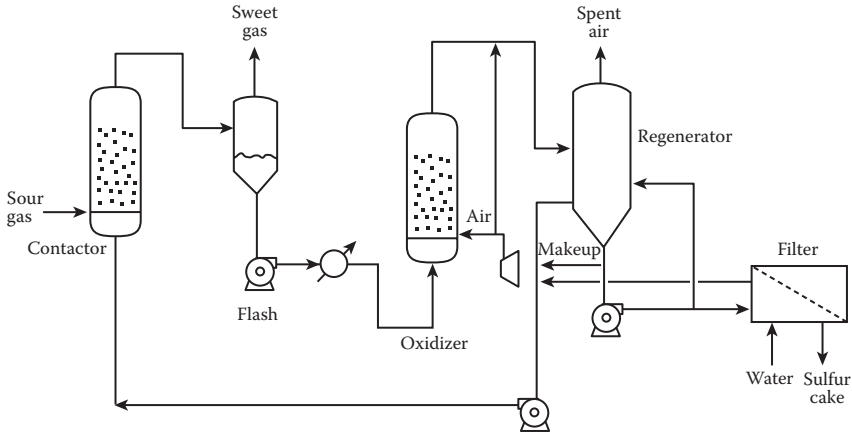 Sweet
gas
Spent
air
Regenerator
Sour
gas
Contactor
Air
Makeup
Filter
Flash
Oxidizer
Water
Sulfur
cake